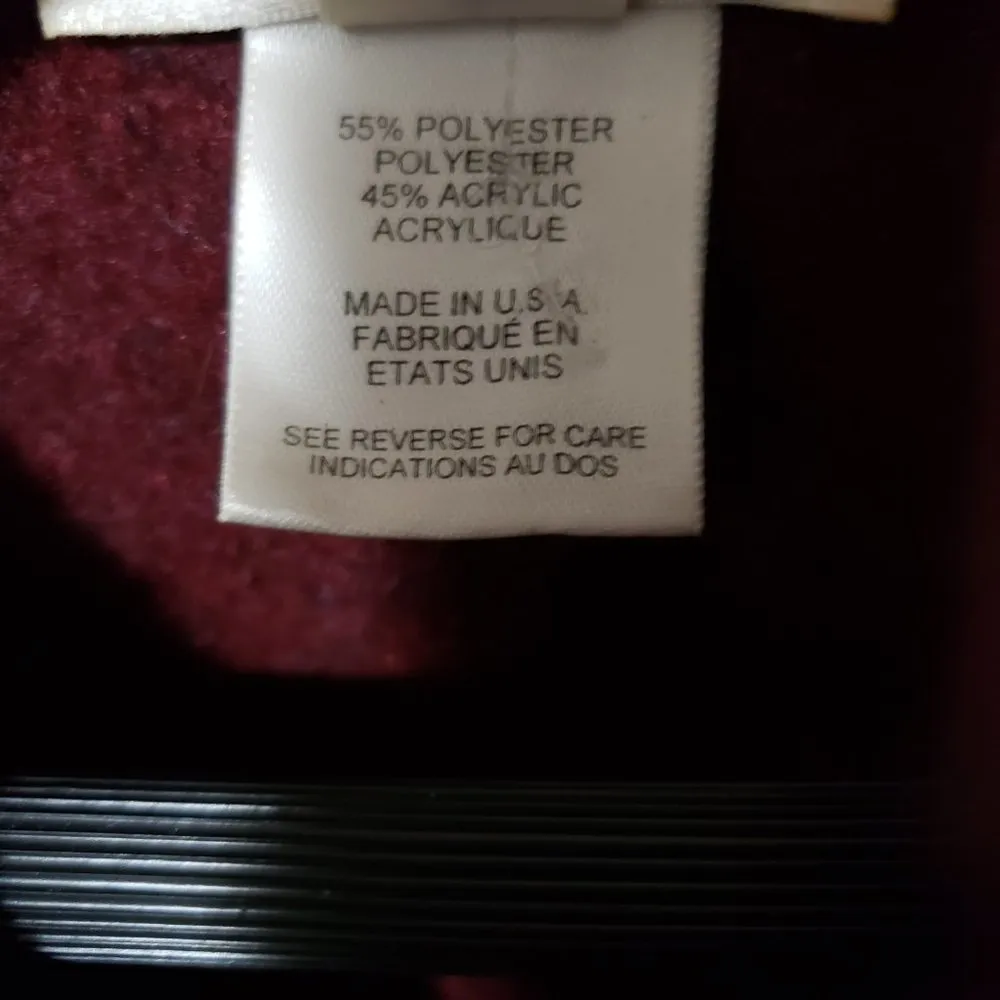 55% POLYESTER
POLYESTER
45% ACRYLIC
ACRYLIQUE
MADE IN U.S.A.
FABRIQUÉ EN
ETATS UNIS
SEE REVERSE FOR CARE
INDICATIONS AU DOS